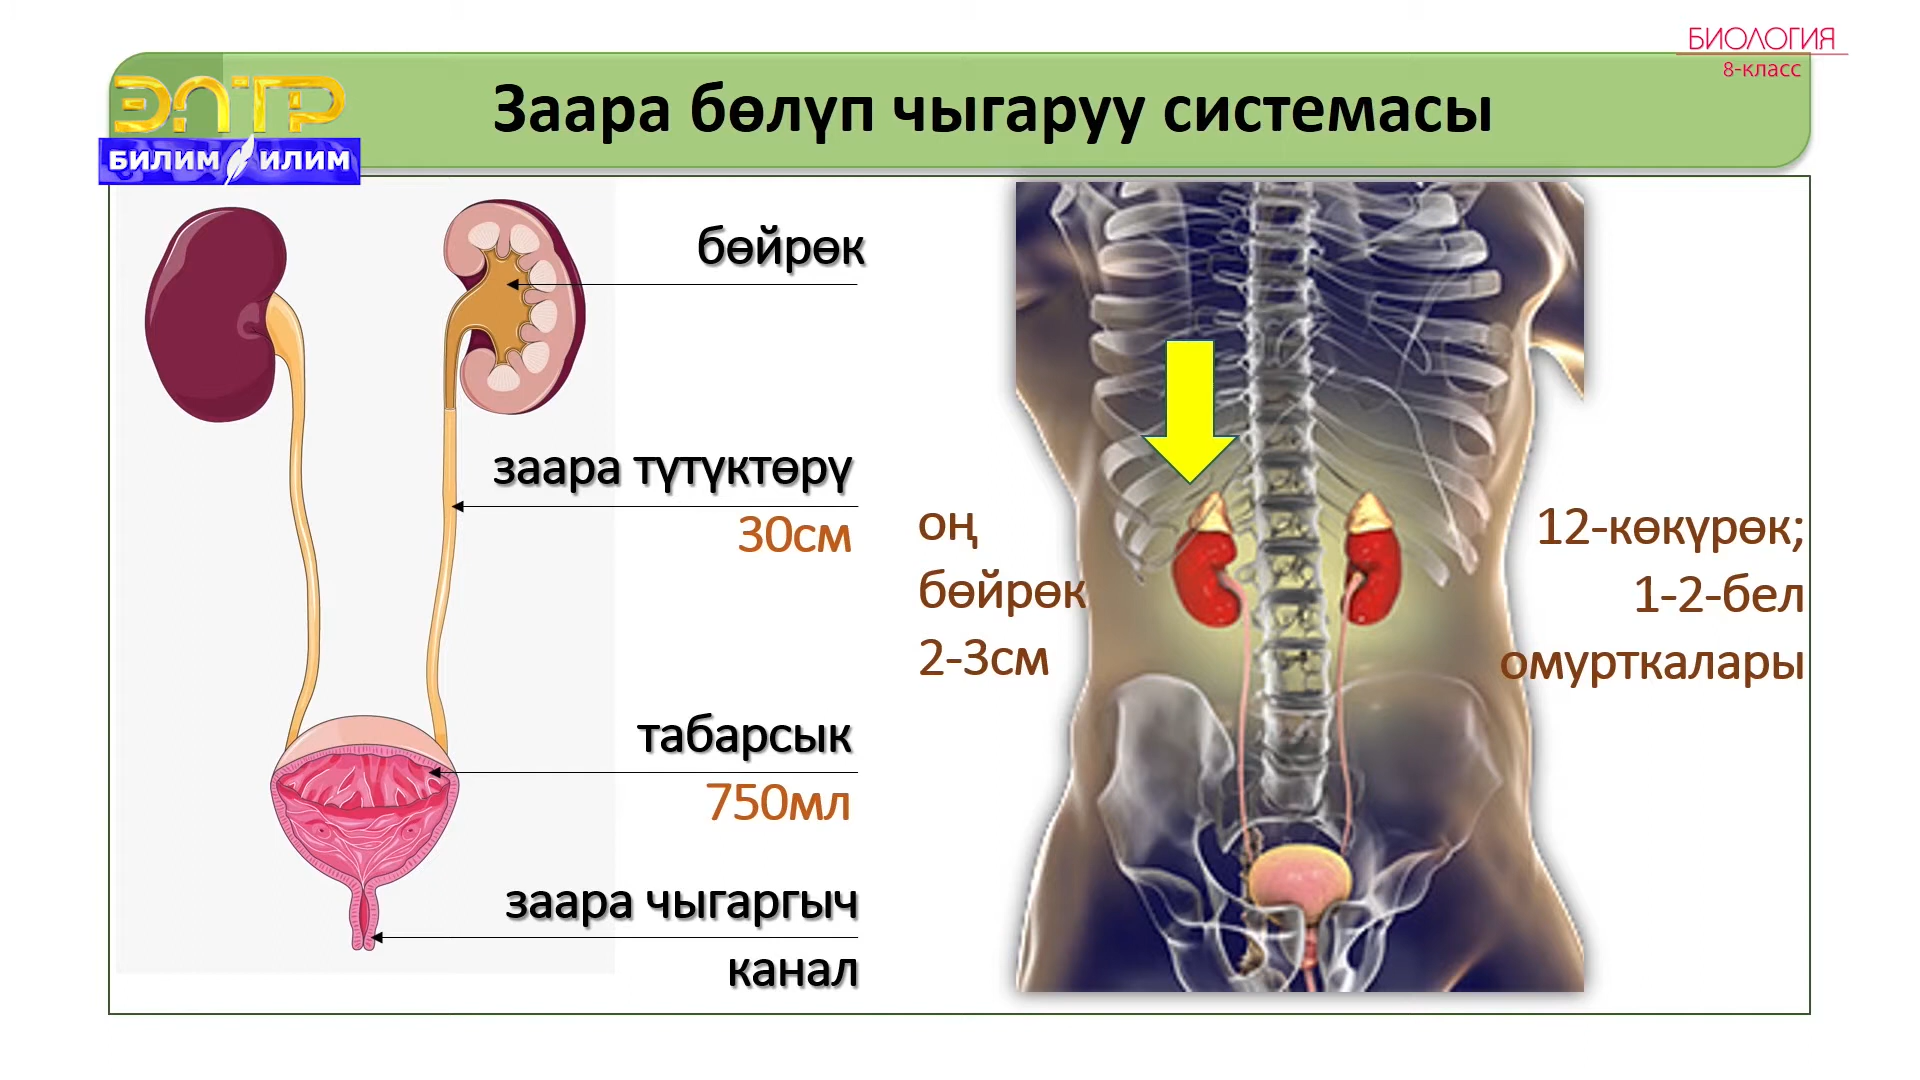 БИОЛОГИЯ
8-класс
ЭЛТР
БИЛИМ ИЛИМ
Заара бөлүп чыгаруу системасы
бөйрөк
заара түтүктөрү
30см
табарсык
750мл
заара чыгаргыч
канал
оң
бөйрөк
2-3см
12-көкүрөк;
1-2-бел
омурткалары